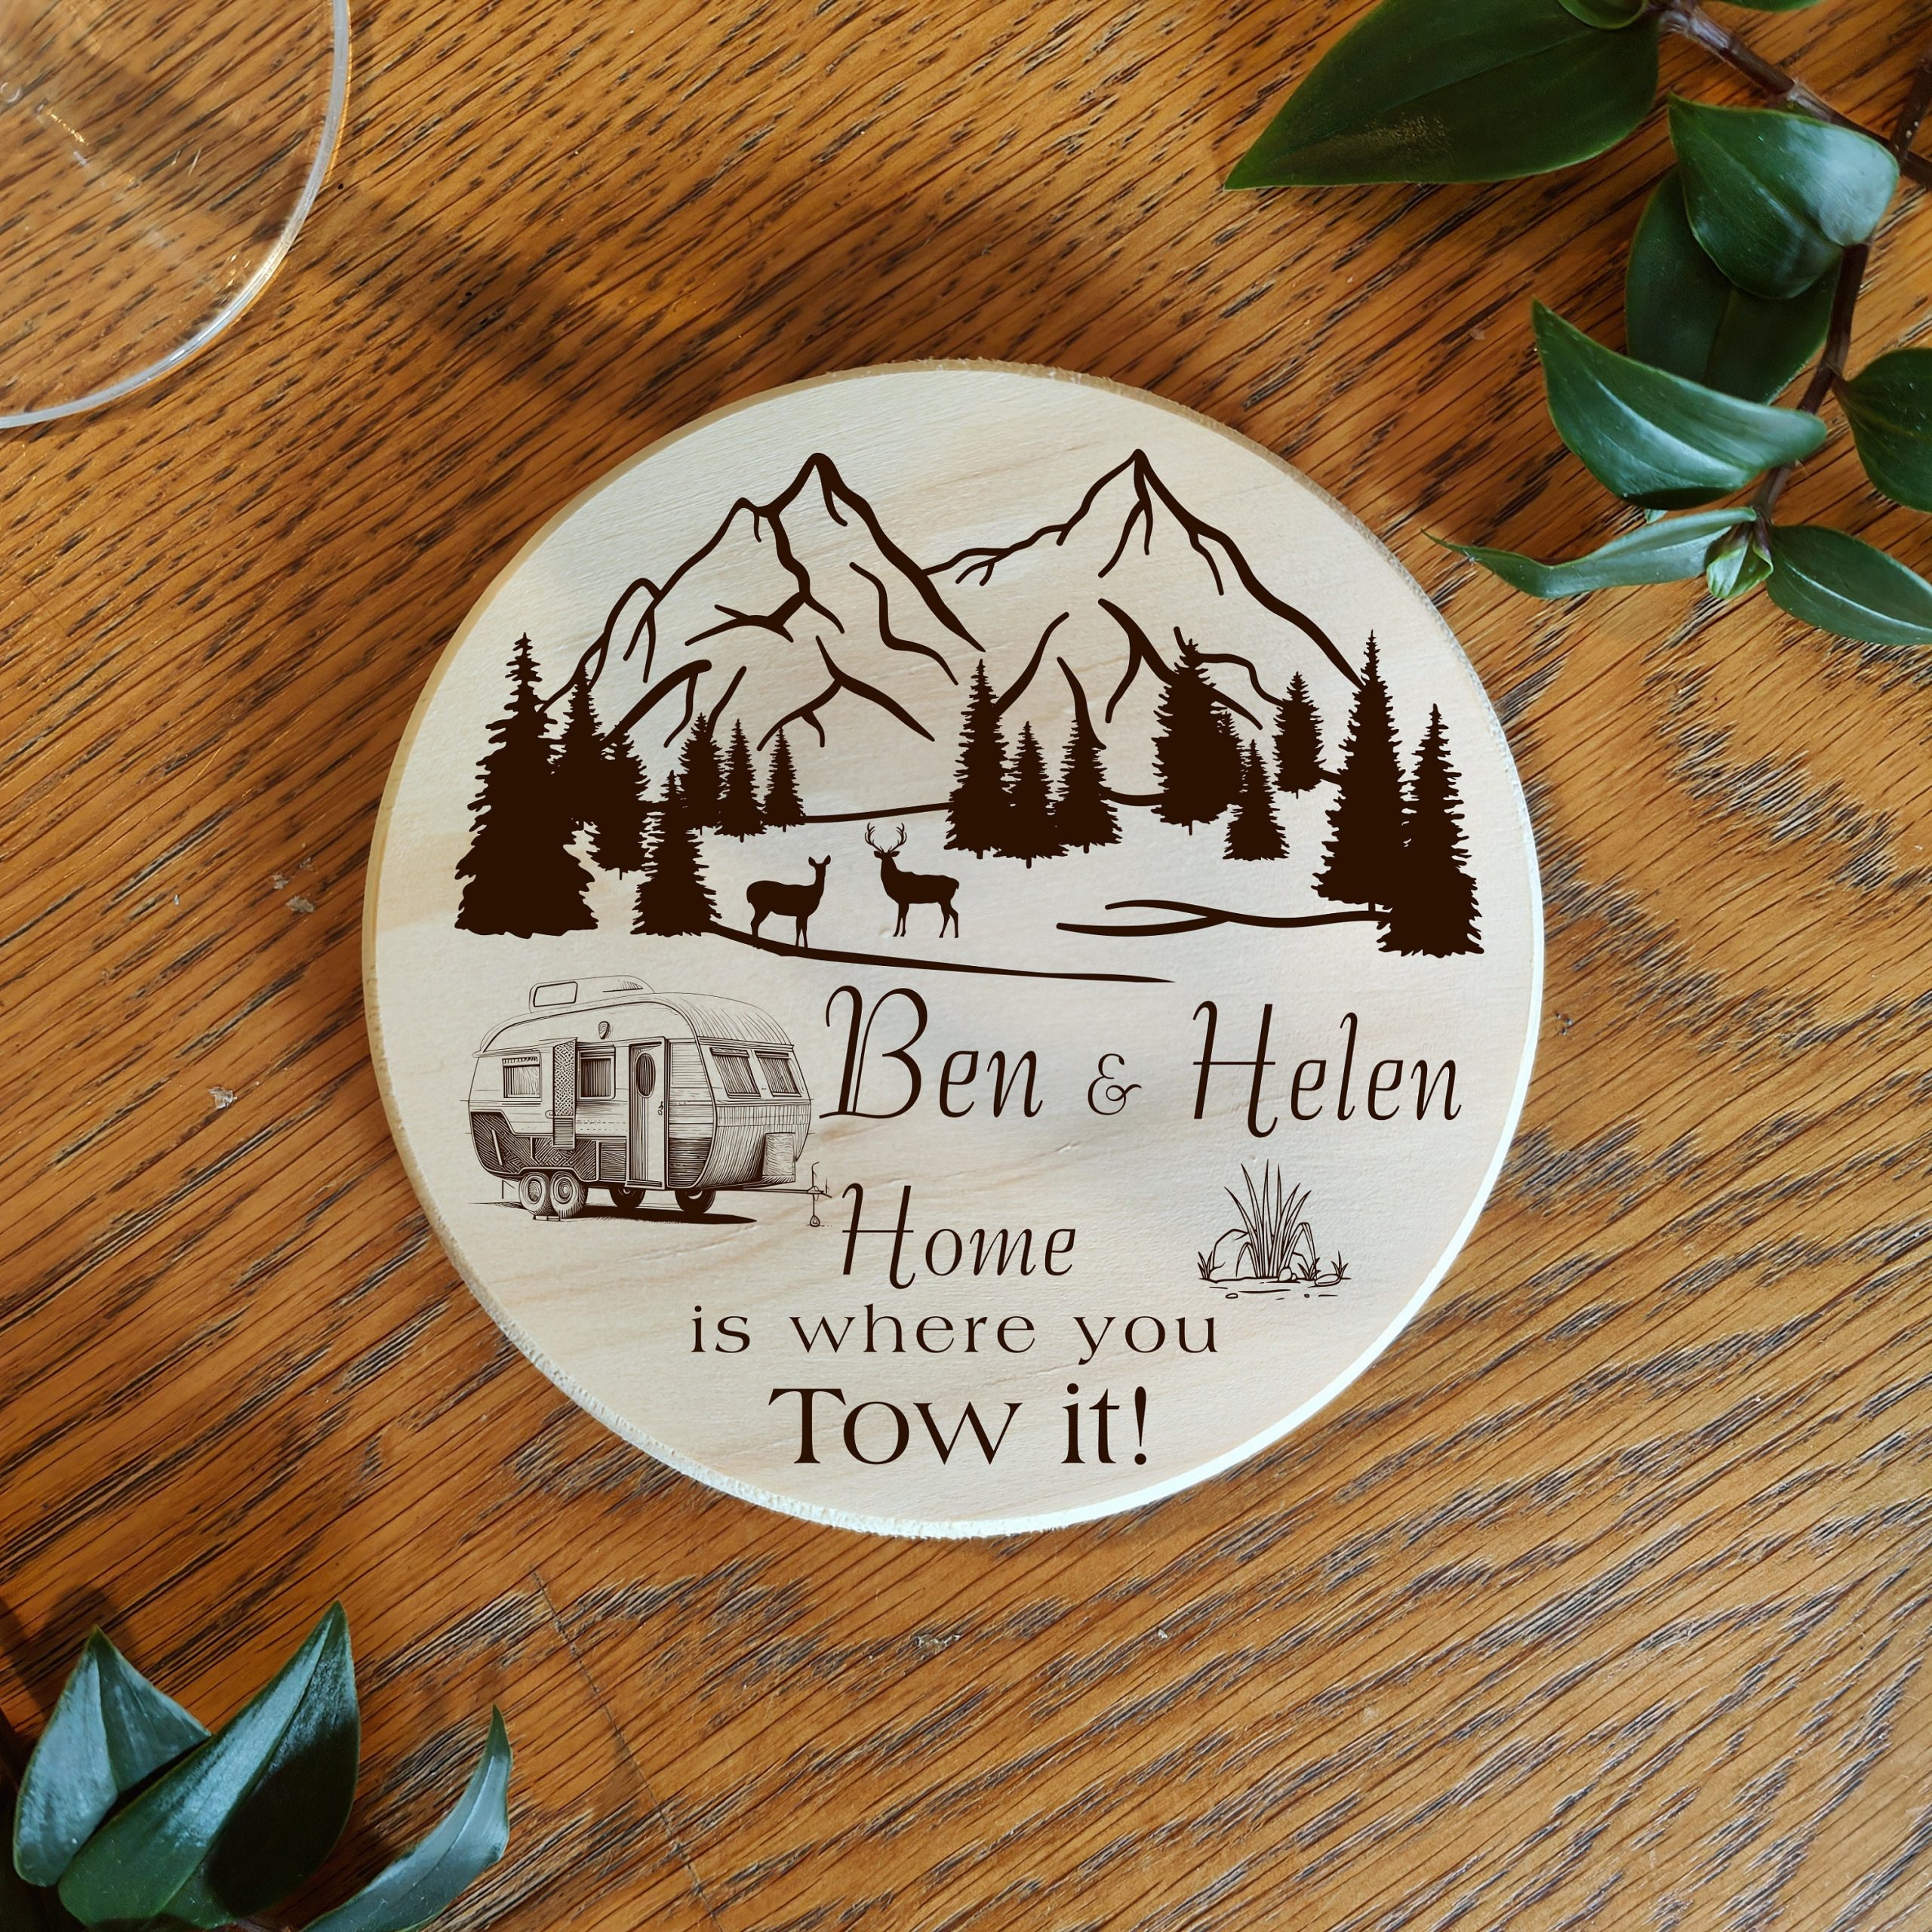 Ben & Helen
Home
is where you
Tow it!